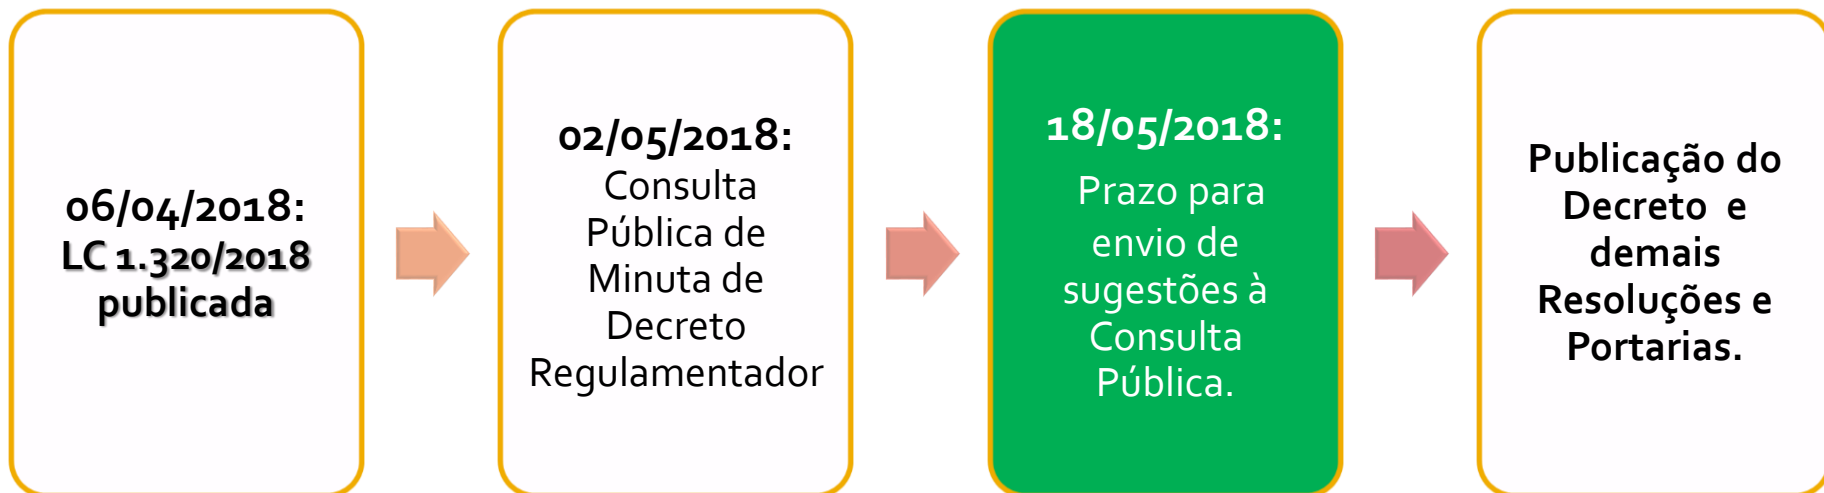 06/04/2018:
LC 1.320/2018
publicada
02/05/2018:
Consulta
Pública de
Minuta de
Decreto
Regulamentador
18/05/2018:
Prazo para
envio de
sugestões à
Consulta
Pública.
Publicação do
Decreto e
demais
Resoluções e
Portarias.